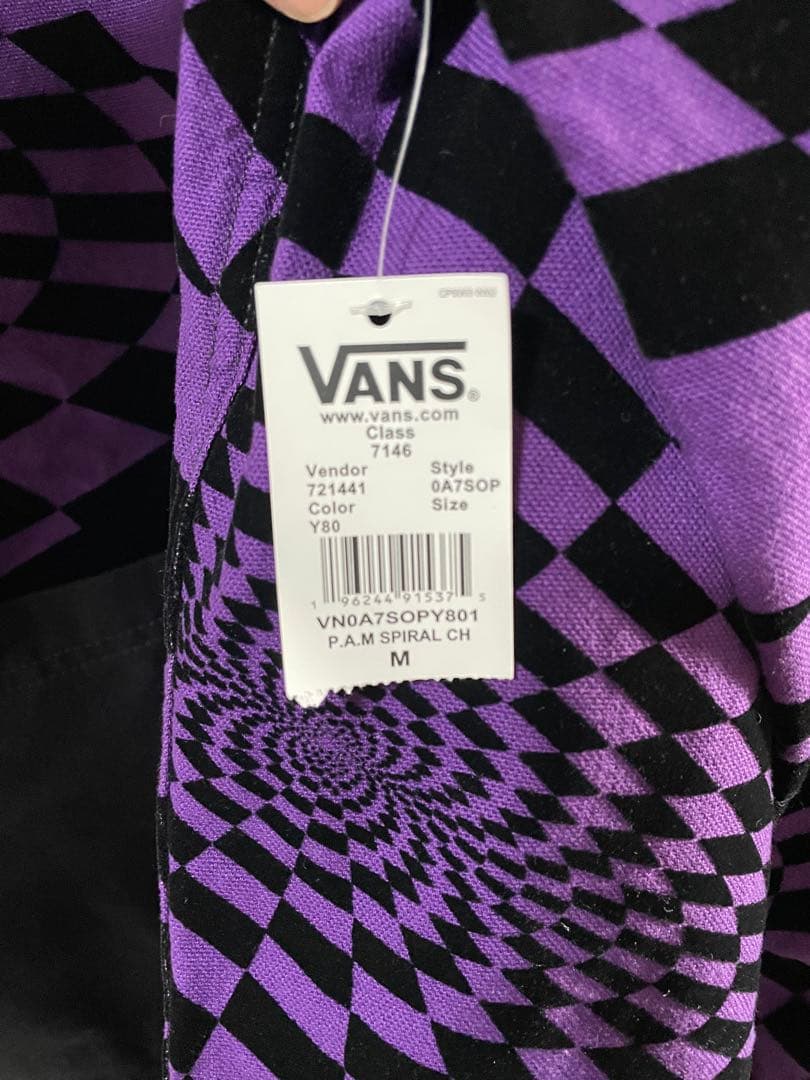 VANS®
www.vans.com
Class
7146
Vendor Style
721441 0A7SOP
Color Size
Y80
1 96244 91537 5
VN0A7SOPY801
P.A.M SPIRAL CH
M